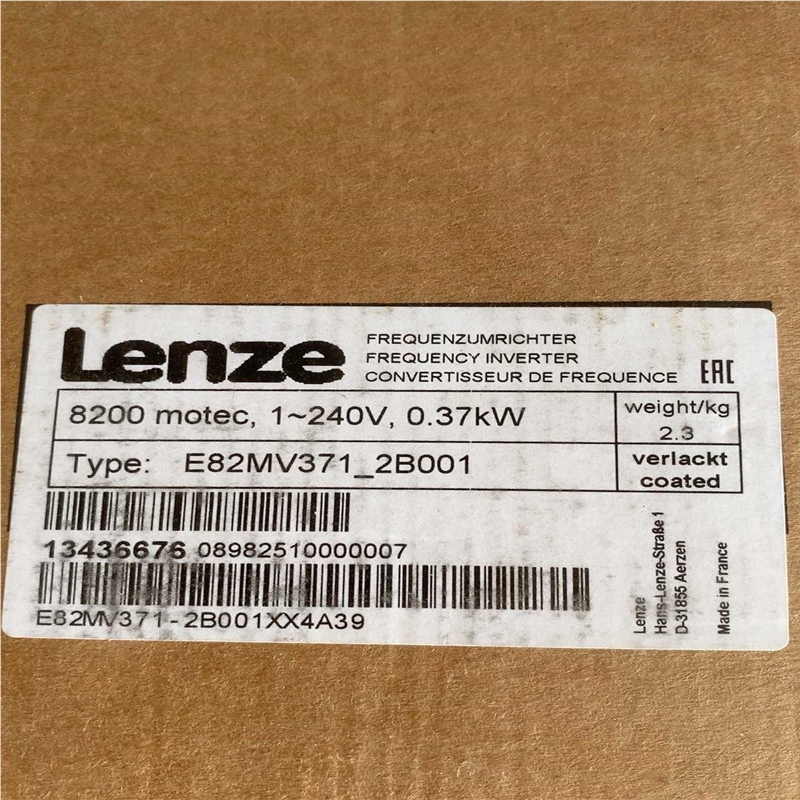 Lenze
FREQUENZUMRICHTER
FREQUENCY INVERTER
CONVERTISSEUR DE FREQUENCE
EAC
8200 motec, 1~240V, 0.37kW
weight/kg
2.3
Type: E82MV371_2B001
verlackt
coated
13436676 08982510000007
E82MV371-2B001XX4A39
Lenze
Hans-Lenze-Straße 1
D-31855 Aerzen
Made in France